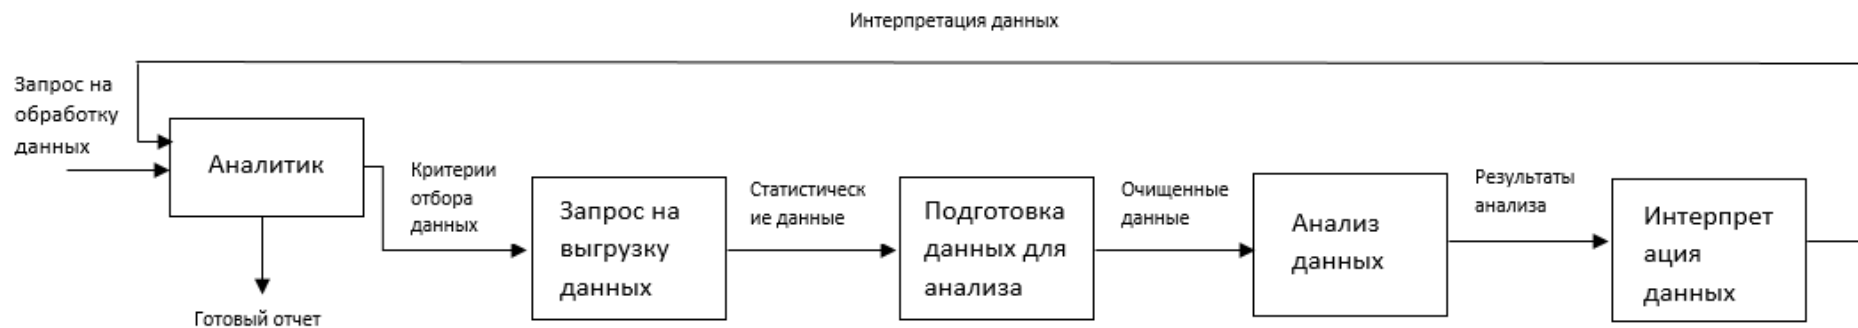 Интерпретация данных
Запрос на
обработку
данных
Аналитик
Готовый отчет
Критерии
отбора
данных
Запрос на
выгрузку
данных
Статистическ
ие данные
Подготовка
данных для
анализа
Очищенные
данные
Анализ
данных
Результаты
анализа
Интерпрет
ация
данных